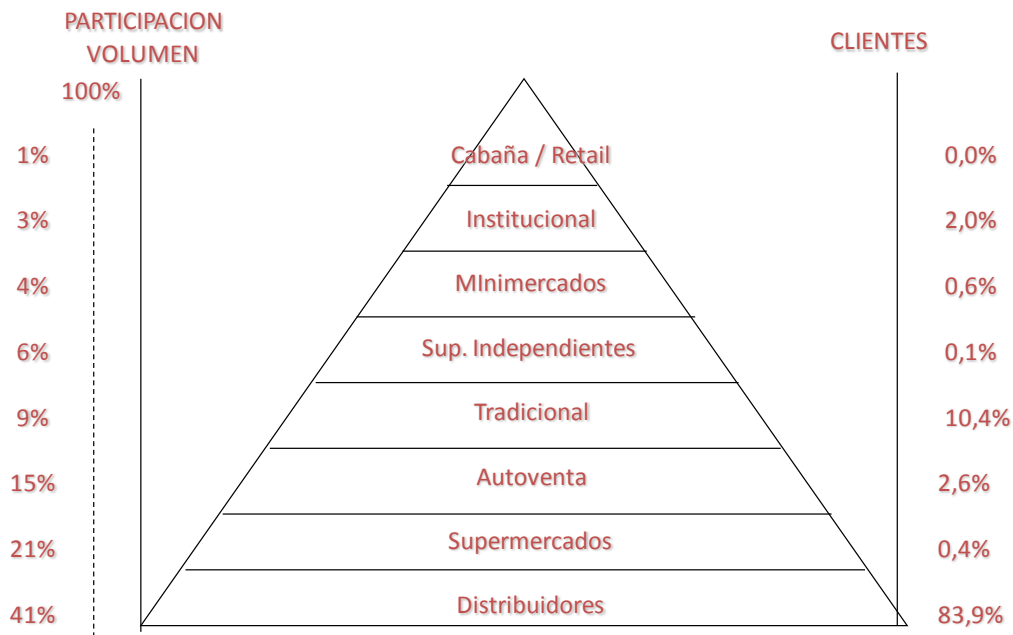 PARTICIPACION
VOLUMEN
CLIENTES
100%
1% Cabaña / Retail 0,0%
3% Institucional 2,0%
4% MInimercados 0,6%
6% Sup. Independientes 0,1%
9% Tradicional 10,4%
15% Autoventa 2,6%
21% Supermercados 0,4%
41% Distribuidores 83,9%